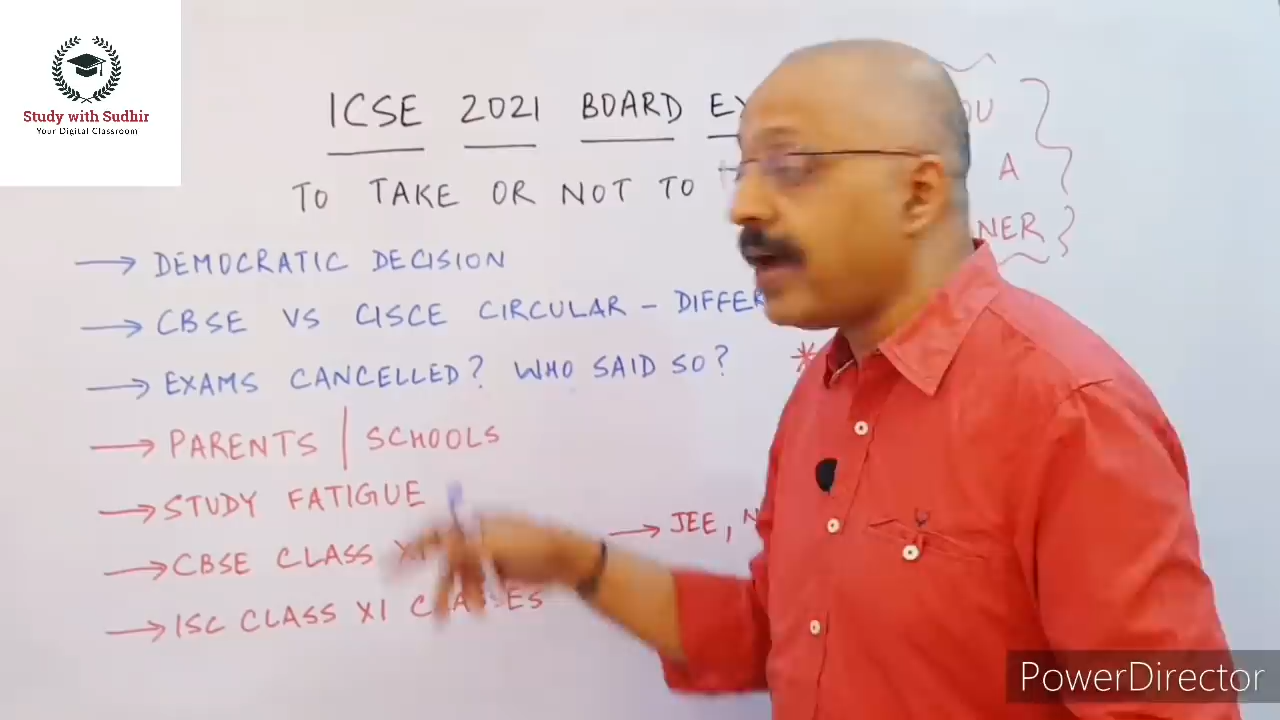 Study with Sudhir
Your Digital Classroom
ICSE 2021 BOARD
TO TAKE OR NOT TO
→ DEMOCRATIC DECISION
→ CBSE VS CISCE CIRCULAR - DIFFER
→ EXAMS CANCELLED? WHO SAID SO? *
→ PARENTS | SCHOOLS
→ STUDY FATIGUE
→ CBSE CLASS
→ JEE,
→ ISC CLASS XI CLASSES
A
PowerDirector